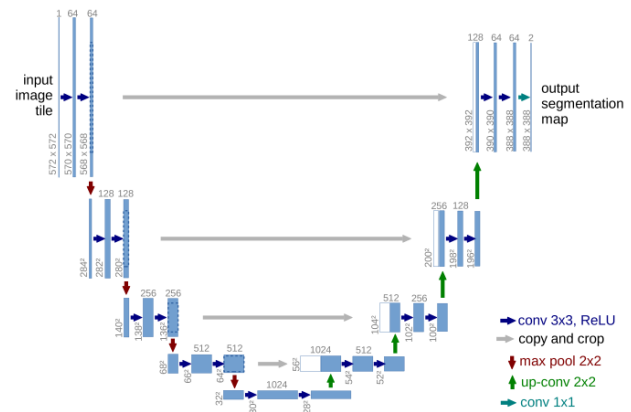 1 64 64
128 64 64 2
input
image
tile
output
segmentation
map
572 x 572
570 x 570
568 x 568
392 x 392
390 x 390
388 x 388
388 x 388
128 128
256 128
284²
282²
280²
200²
198²
196²
256 256
512 256
140²
138²
136²
104²
102²
100²
512 512
1024 512
68²
66²
64²
56²
54²
52²
1024
32²
30²
28²
conv 3x3, ReLU
copy and crop
max pool 2x2
up-conv 2x2
conv 1x1